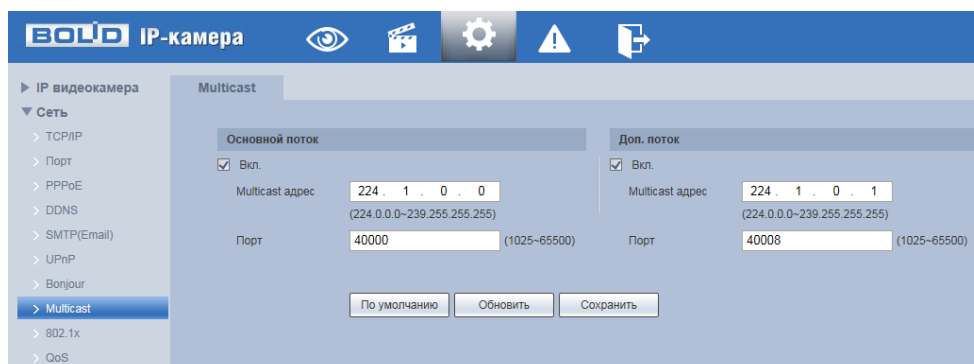 BOLID IP-камера
IP видеокамера
Сеть
TCP/IP
Порт
PPPoE
DDNS
SMTP(Email)
UPnP
Bonjour
Multicast
802.1x
QoS
Multicast
Основной поток
Вкл.
Multicast адрес 224 . 1 . 0 . 0
(224.0.0.0~239.255.255.255)
Порт 40000 (1025~65500)
Доп. поток
Вкл.
Multicast адрес 224 . 1 . 0 . 1
(224.0.0.0~239.255.255.255)
Порт 40008 (1025~65500)
По умолчанию Обновить Сохранить